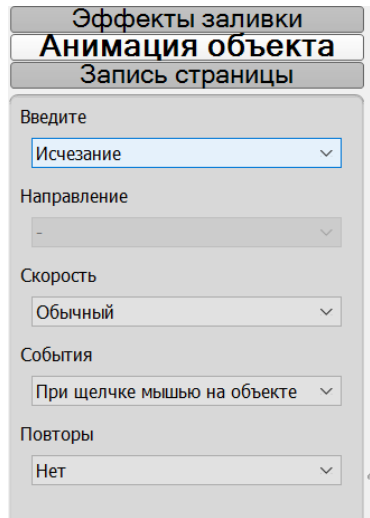 Эффекты заливки
Анимация объекта
Запись страницы
Введите
Исчезание
Направление
-
Скорость
Обычный
События
При щелчке мышью на объекте
Повторы
Нет